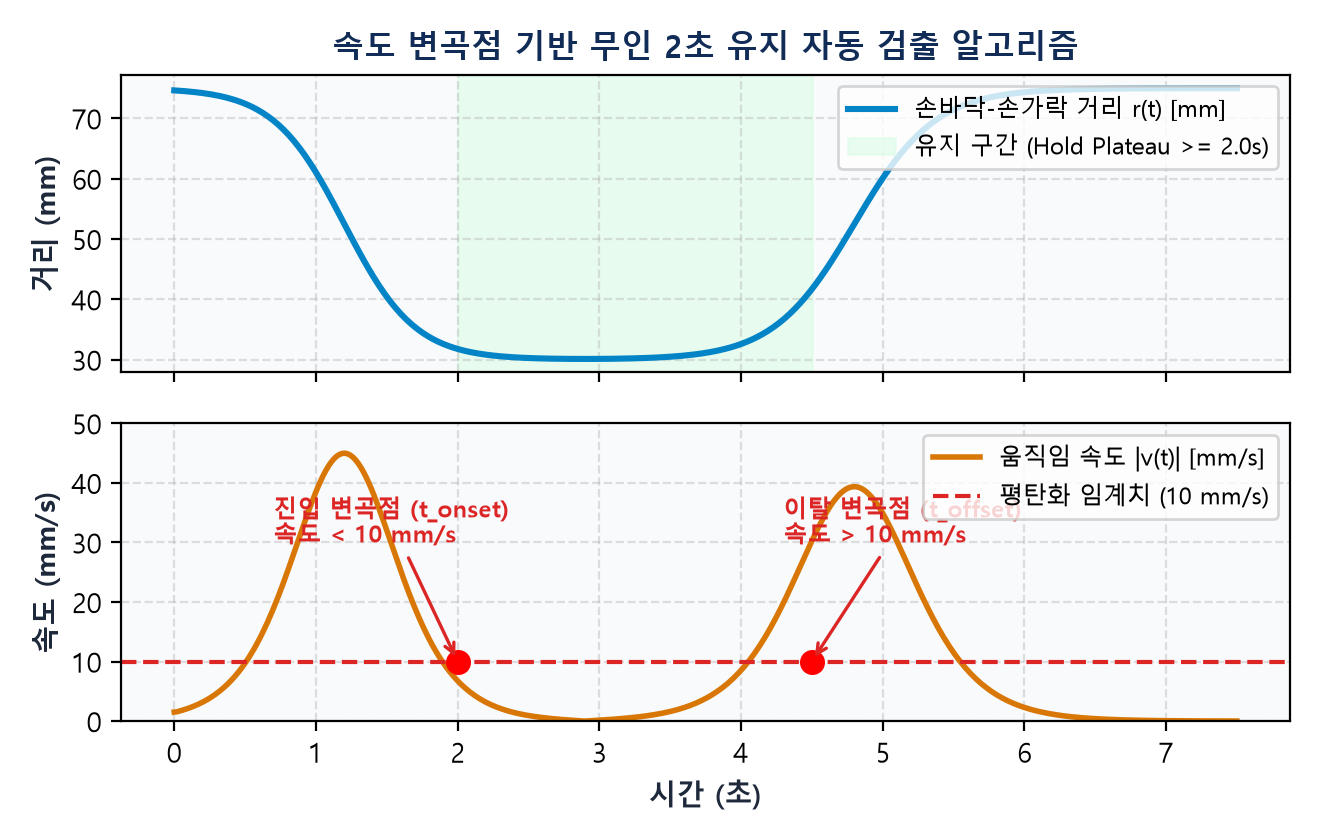 속도 변곡점 기반 무인 2초 유지 자동 검출 알고리즘
손바닥-손가락 거리 r(t) [mm]
유지 구간 (Hold Plateau >= 2.0s)
거리 (mm)
70
60
50
40
30
움직임 속도 |v(t)| [mm/s]
평탄화 임계치 (10 mm/s)
진입 변곡점 (t_onset)
속도 < 10 mm/s
이탈 변곡점 (t_offset)
속도 > 10 mm/s
속도 (mm/s)
50
40
30
20
10
0
0 1 2 3 4 5 6 7
시간 (초)